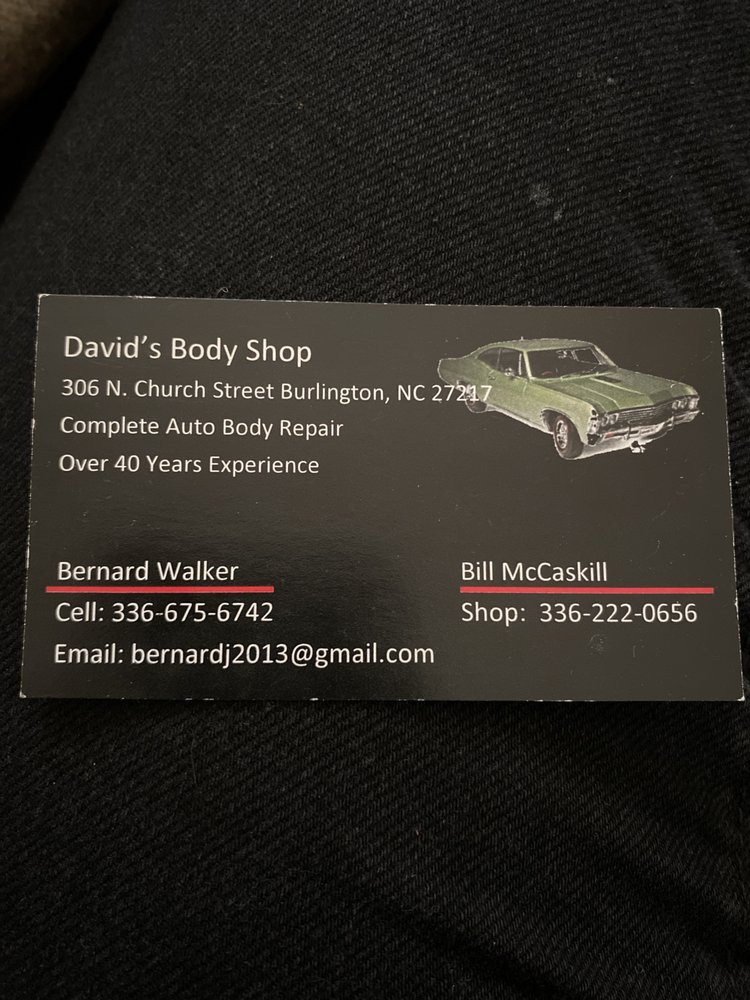 David's Body Shop
306 N. Church Street Burlington, NC 27217
Complete Auto Body Repair
Over 40 Years Experience
Bernard Walker
Cell: 336-675-6742
Email: bernardj2013@gmail.com
Bill McCaskill
Shop: 336-222-0656